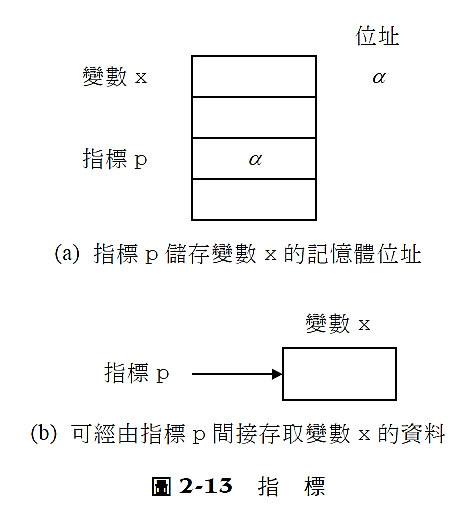 位址
變數 x
α
指標 p
α
(a) 指標 p 儲存變數 x 的記憶體位址
變數 x
指標 p
(b) 可經由指標 p 間接存取變數 x 的資料
圖 2-13 指 標